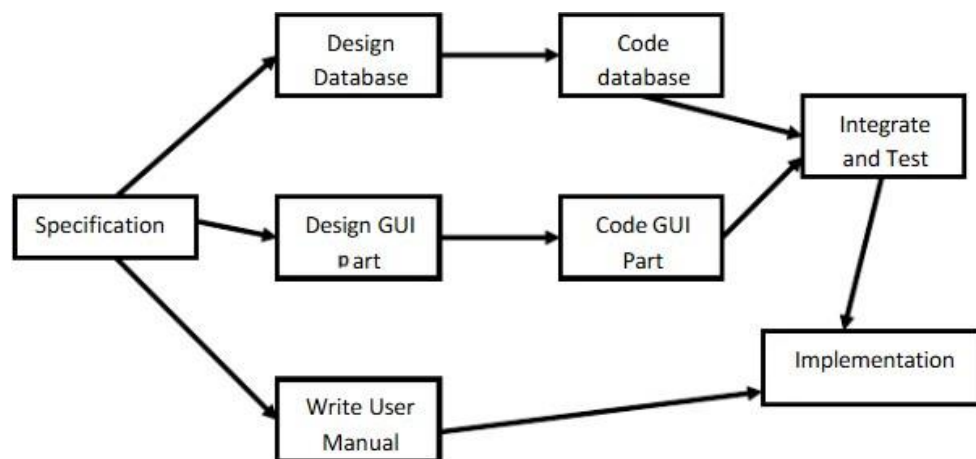 Design
Database
Code
database
Integrate
and Test
Specification
Design GUI
part
Code GUI
Part
Implementation
Write User
Manual